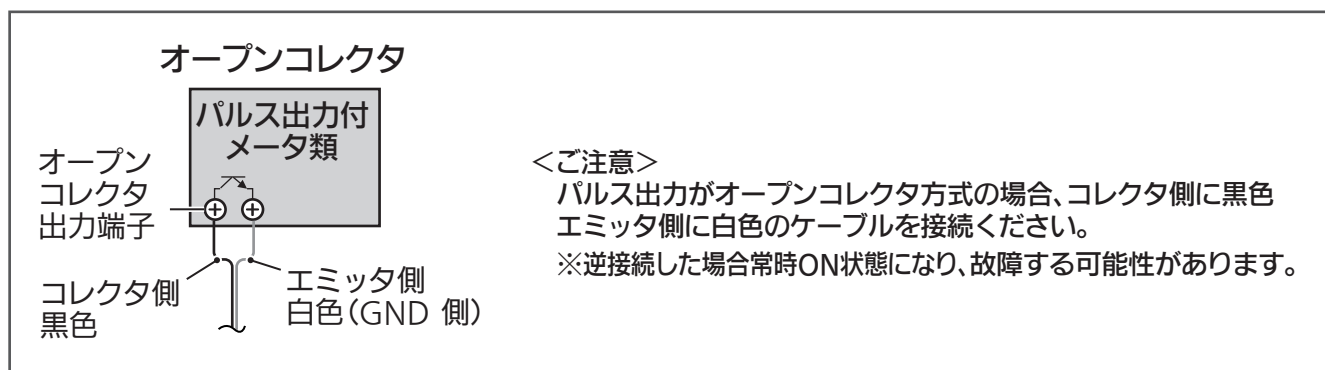 オープンコレクタ
パルス出力付
メータ類
オープン
コレクタ
出力端子
コレクタ側
黒色
エミッタ側
白色(GND 側)
<ご注意>
パルス出力がオープンコレクタ方式の場合、コレクタ側に黒色
エミッタ側に白色のケーブルを接続ください。
※逆接続した場合常時ON状態になり、故障する可能性があります。